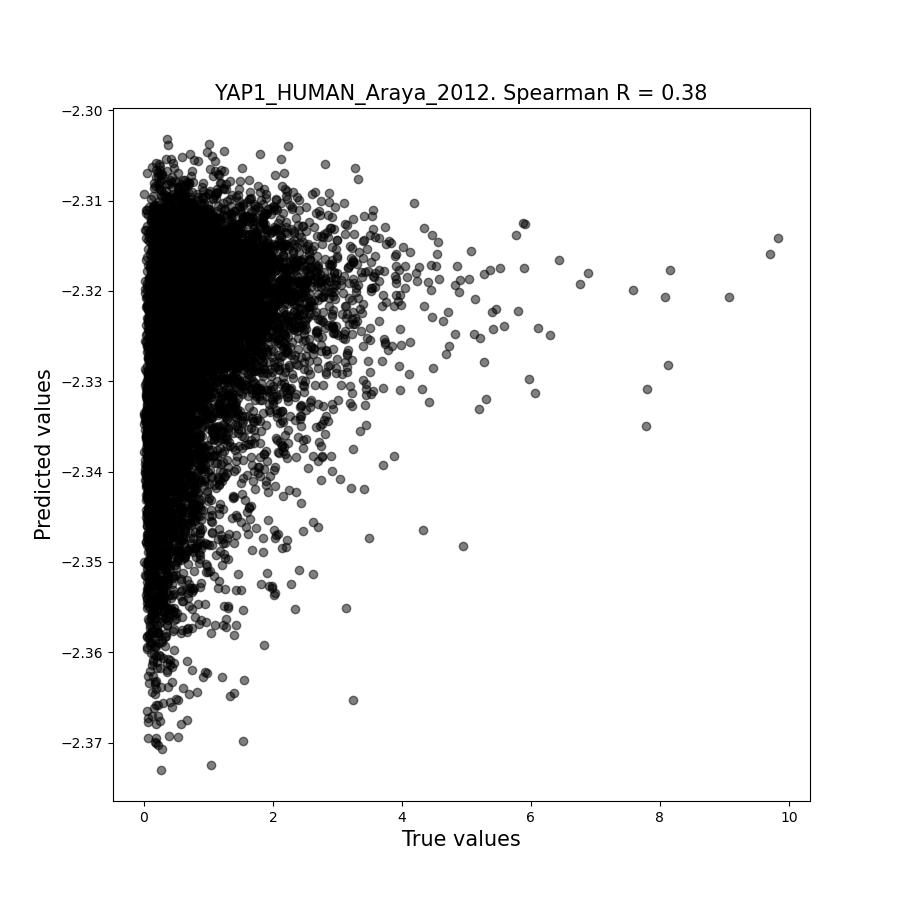 YAP1_HUMAN_Araya_2012. Spearman R = 0.38
−2.30
−2.31
−2.32
−2.33
−2.34
−2.35
−2.36
−2.37
Predicted values
0 2 4 6 8 10
True values